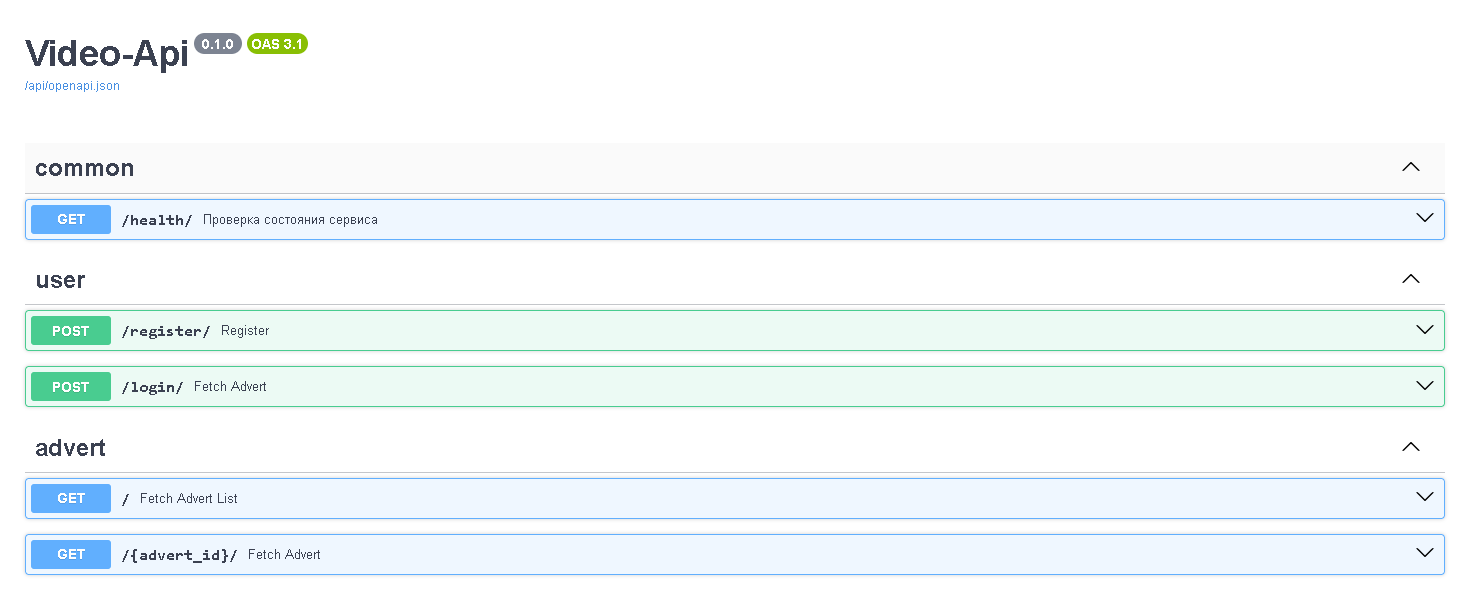 Video-Api 0.1.0 OAS 3.1
/api/openapi.json
common
GET /health/ Проверка состояния сервиса
user
POST /register/ Register
POST /login/ Fetch Advert
advert
GET / Fetch Advert List
GET /{advert_id}/ Fetch Advert